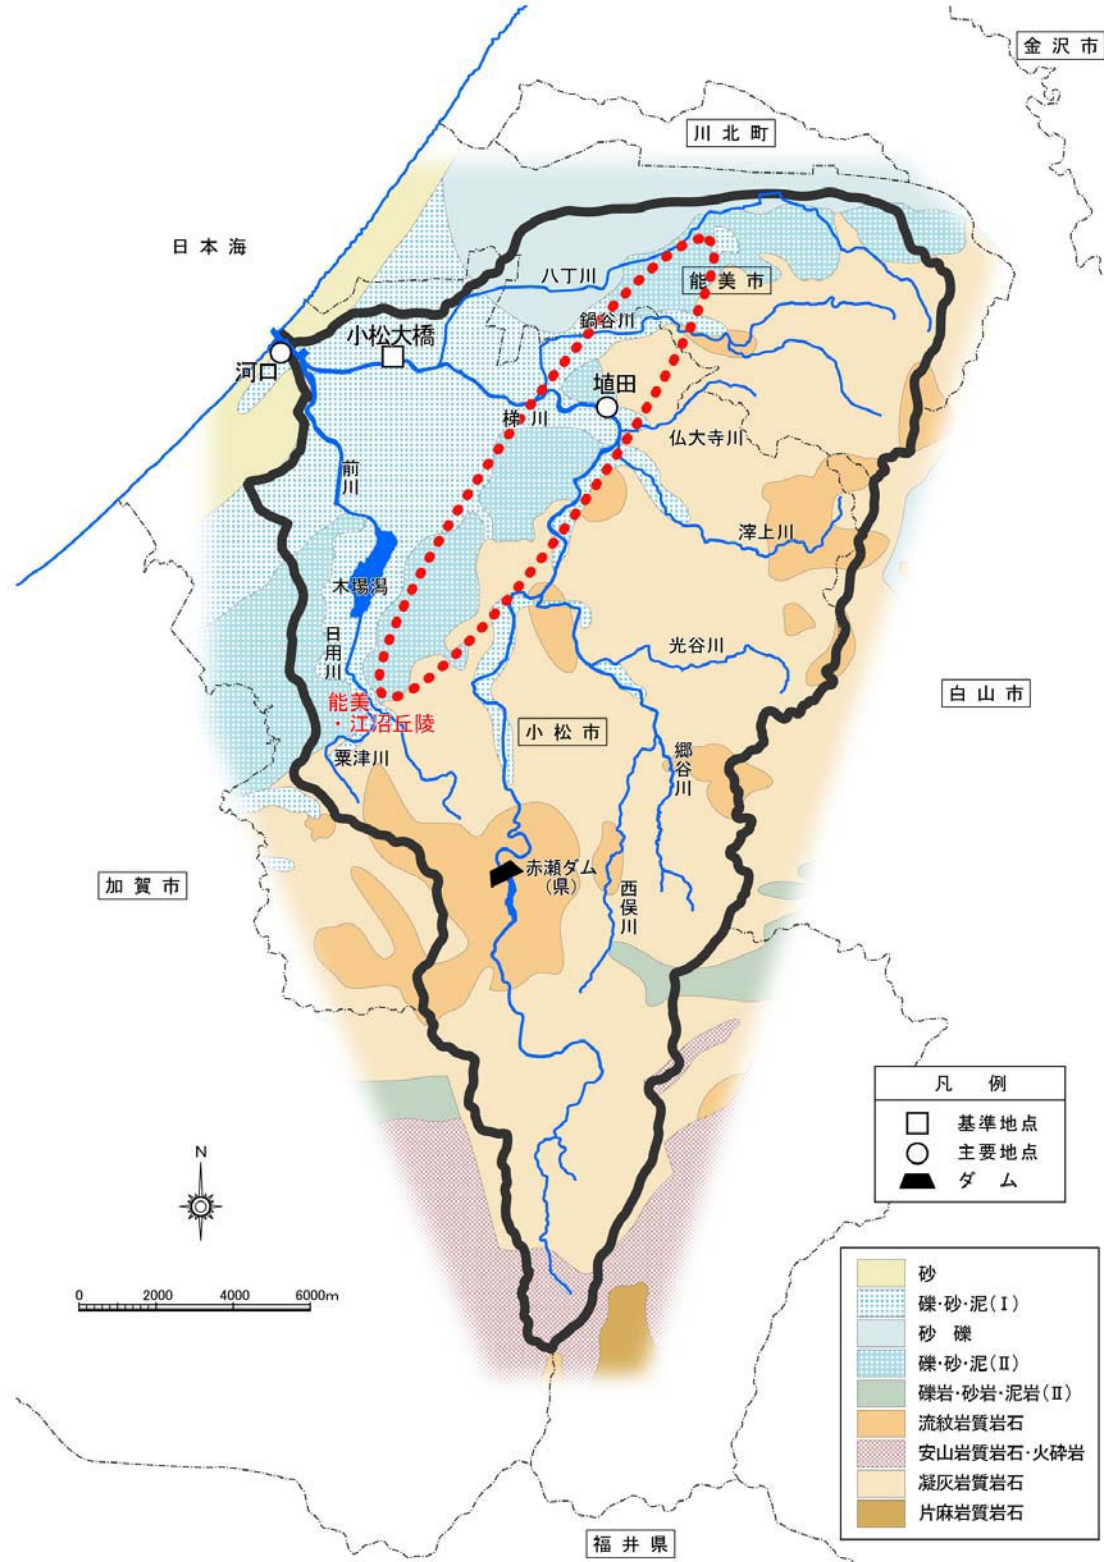 金沢市
川北町
日本海
八丁川
能美市
鍋谷川
小松大橋
河口
埴田
梯川
仏大寺川
前川
滓上川
木場潟
日用川
光谷川
白山市
能美
・江沼丘陵
小松市
粟津川
郷谷川
赤瀬ダム
(県)
加賀市
西俣川
凡 例
基準地点
主要地点
ダ ム
N
0 2000 4000 6000m
砂
礫・砂・泥(Ⅰ)
砂 礫
礫・砂・泥(Ⅱ)
礫岩・砂岩・泥岩(Ⅱ)
流紋岩質岩石
安山岩質岩石・火砕岩
凝灰岩質岩石
片麻岩質岩石
福井県